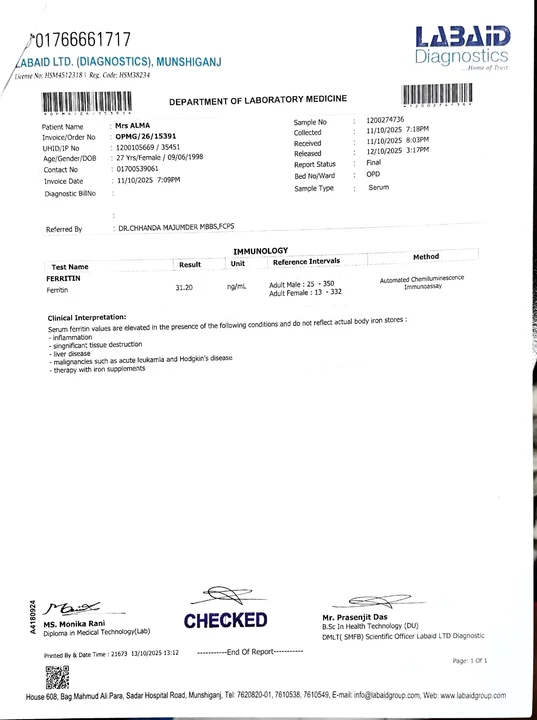 01766661717
LABAID
Diagnostics
...Home of Trust
LABAID LTD. (DIAGNOSTICS), MUNSHIGANJ
License No: HSM4512318 | Reg. Code: HSM38234
DEPARTMENT OF LABORATORY MEDICINE
Patient Name : Mrs ALMA
Invoice/Order No : OPMG/26/15391
UHID/IP No : 1200105669 / 35451
Age/Gender/DOB : 27 Yrs/Female / 09/06/1998
Contact No : 01700539061
Invoice Date : 11/10/2025 7:09PM
Diagnostic BillNo :
:
Referred By : DR.CHHANDA MAJUMDER MBBS,FCPS
Sample No : 1200274736
Collected : 11/10/2025 7:18PM
Received : 11/10/2025 8:03PM
Released : 12/10/2025 3:17PM
Report Status : Final
Bed No/Ward : OPD
Sample Type : Serum
IMMUNOLOGY
Test Name Result Unit Reference Intervals Method
FERRITIN
Ferritin 31.20 ng/mL Adult Male : 25 - 350 Automated Chemiluminescence
Adult Female : 13 - 332 Immunoassay
Clinical Interpretation:
Serum ferritin values are elevated in the presence of the following conditions and do not reflect actual body iron stores :
- inflammation
- singnificant tissue destruction
- liver disease
- malignancies such as acute leukamia and Hodgkin's disease
- therapy with iron supplements
A4180924
MS. Monika Rani
Diploma in Medical Technology(Lab)
CHECKED
Mr. Prasenjit Das
B.Sc In Health Technology (DU)
DMLT( SMFB) Scientific Officer Labaid LTD Diagnostic
Printed By & Date Time : 21673 13/10/2025 13:12
-----------End Of Report-----------
Page: 1 Of 1
House 608, Bag Mahmud Ali Para, Sadar Hospital Road, Munshiganj. Tel: 7620820-01, 7610538, 7610549, E-mail: info@labaidgroup.com, Web: www.labaidgroup.com